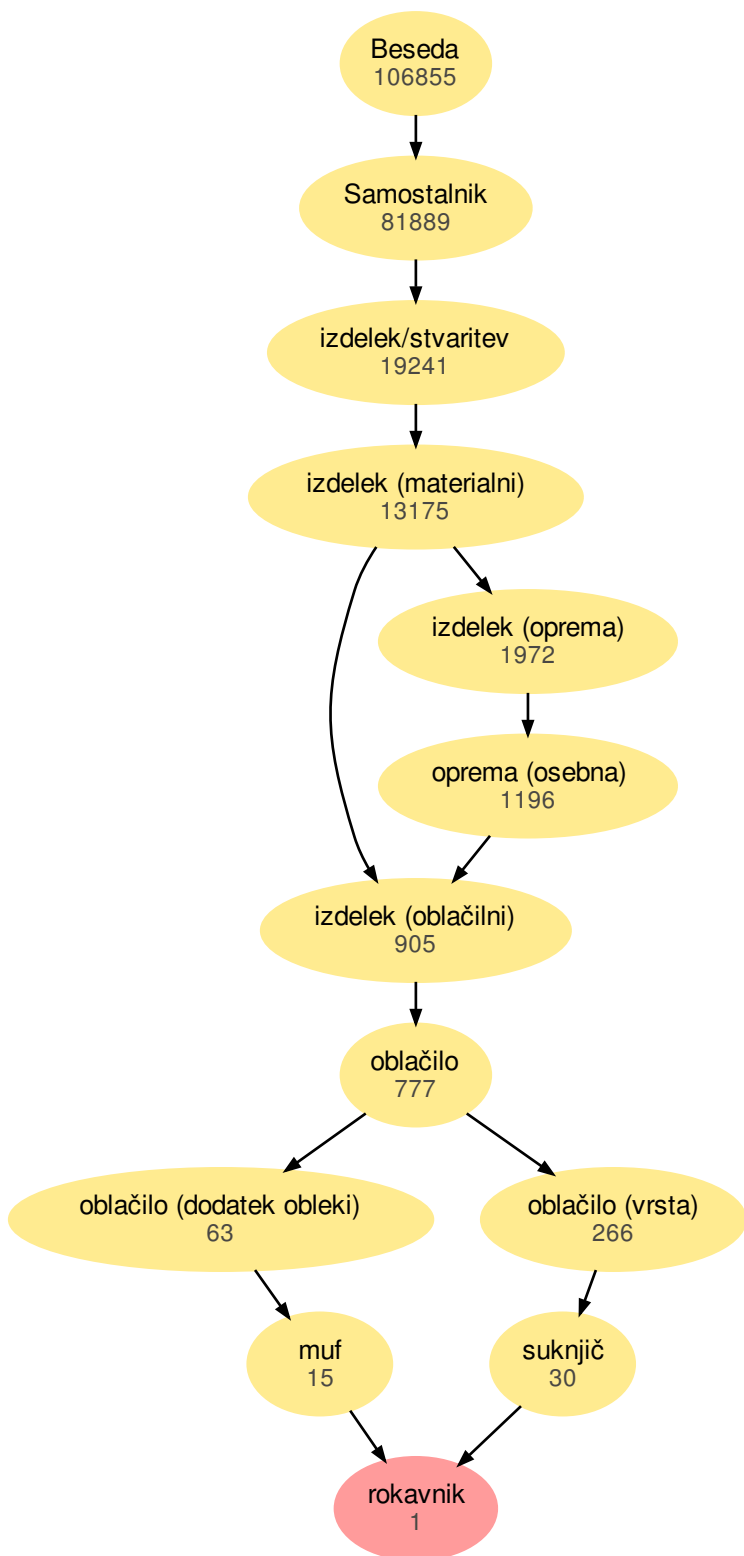 Beseda
106855
Samostalnik
81889
izdelek/stvaritev
19241
izdelek (materialni)
13175
izdelek (oprema)
1972
oprema (osebna)
1196
izdelek (oblačilni)
905
oblačilo
777
oblačilo (dodatek obleki)
63
oblačilo (vrsta)
266
muf
15
suknjič
30
rokavnik
1